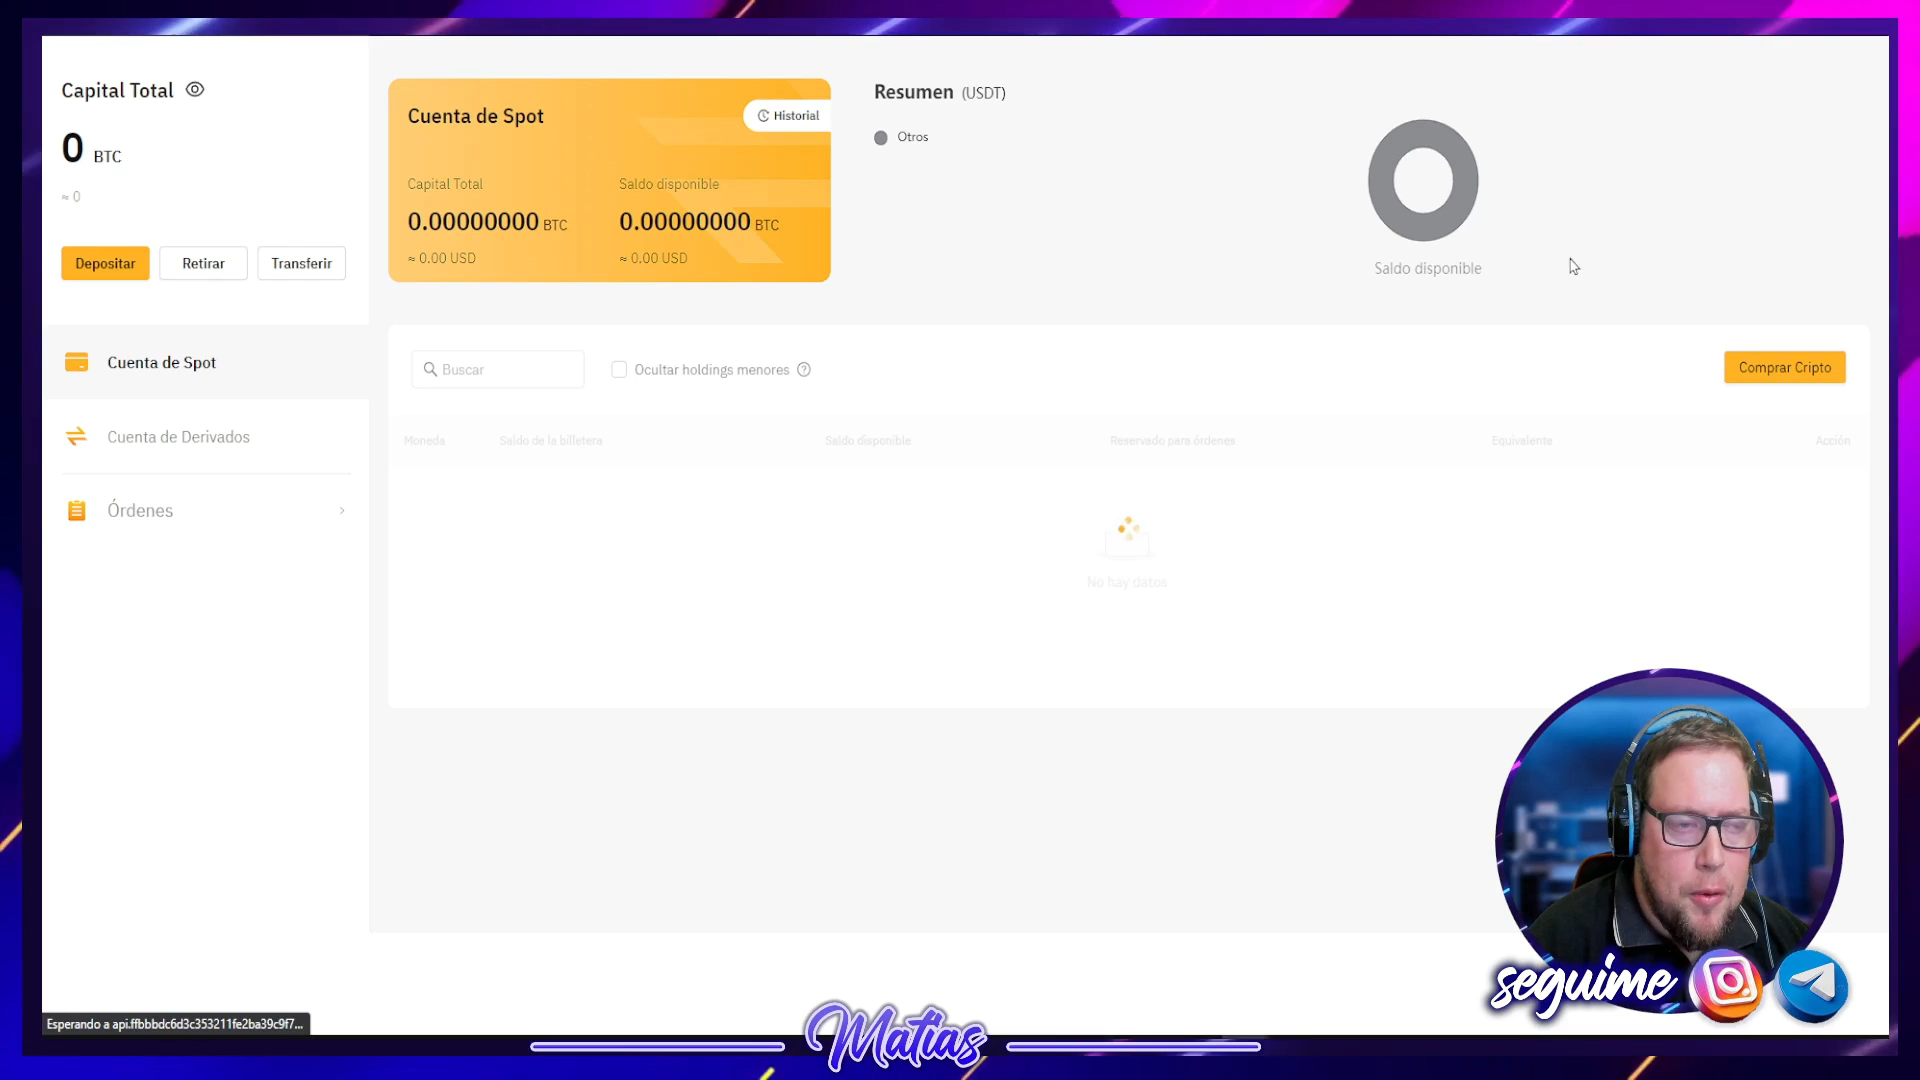 Capital Total
0 BTC
≈ 0
Depositar
Retirar
Transferir
Cuenta de Spot
Cuenta de Derivados
Órdenes
Cuenta de Spot
Historial
Capital Total
Saldo disponible
0.00000000 BTC
0.00000000 BTC
≈ 0.00 USD
≈ 0.00 USD
Resumen (USDT)
Otros
Saldo disponible
Buscar
Ocultar holdings menores
Comprar Cripto
Moneda
Saldo de la billetera
Saldo disponible
Reservado para órdenes
Equivalente
Acción
No hay datos
Esperando a api.ffbbbdc6d3c353211fe2ba39c9f7...
seguime
Matias